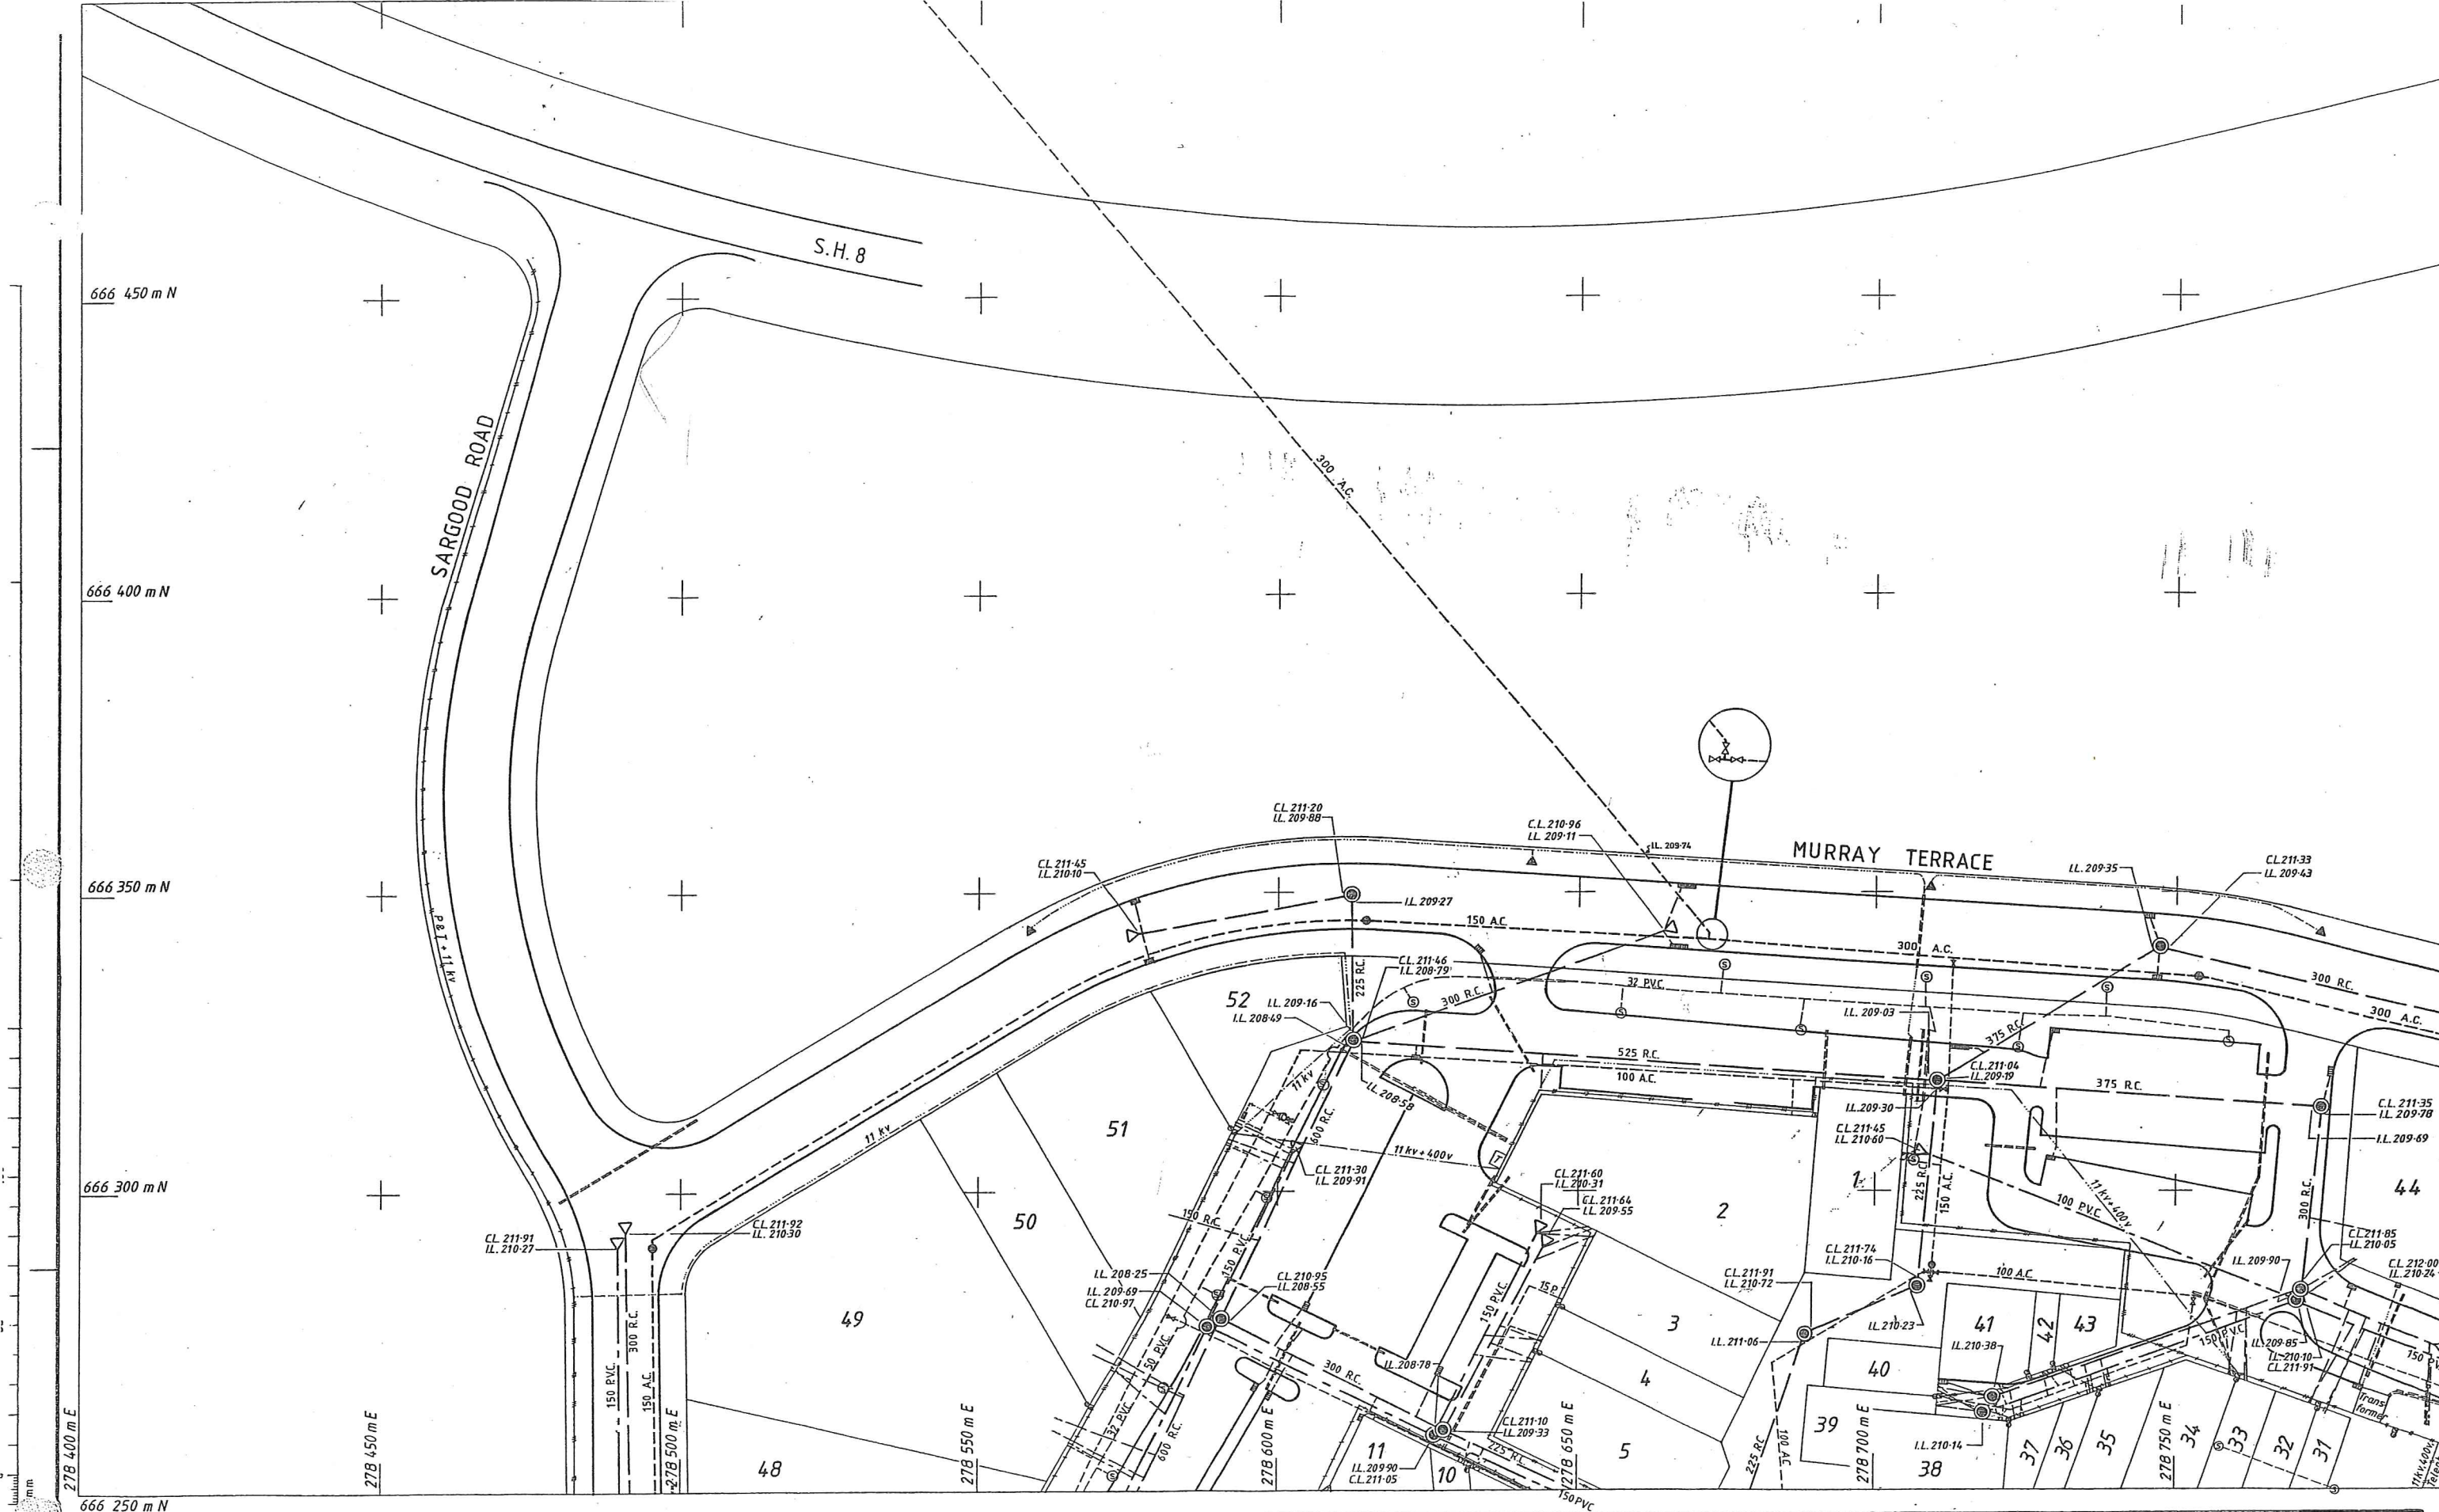 S.H. 8
666 450 m N
SARGOOD ROAD
300 A.C.
666 400 m N
C.L. 211·20
I.L. 209·88
C.L. 210·96
I.L. 209·11
I.L. 209·74
MURRAY TERRACE
I.L. 209·35
C.L. 211·33
I.L. 209·43
C.L. 211·45
I.L. 210·10
666 350 m N
I.L. 209·27
150 A.C.
P&T + 11 kv
300 A.C.
C.L. 211·46
I.L. 208·79
225 R.C.
300 R.C.
32 P.V.C.
300 R.C.
52
I.L. 209·16
I.L. 208·49
I.L. 209·03
375 R.C.
300 A.C.
525 R.C.
C.L. 211·04
I.L. 209·19
11 kv
100 A.C.
375 R.C.
I.L. 208·58
I.L. 209·30
C.L. 211·35
I.L. 209·78
51
11 kv
600 R.C.
C.L. 211·45
I.L. 210·60
I.L. 209·69
11 kv + 400 v
C.L. 211·30
I.L. 209·91
C.L. 211·60
I.L. 210·31
1
666 300 m N
225 R.C.
150 A.C.
11 kv + 400 v
44
C.L. 211·64
I.L. 209·55
100 P.V.C.
300 R.C.
50
150 R.C.
2
C.L. 211·92
I.L. 210·30
C.L. 211·91
I.L. 210·27
150 P.V.C.
C.L. 211·85
I.L. 210·05
C.L. 211·74
I.L. 210·16
I.L. 209·90
C.L. 212·00
I.L. 210·24
I.L. 208·25
C.L. 210·95
I.L. 208·55
C.L. 211·91
I.L. 210·72
100 A.C.
I.L. 209·69
C.L. 210·97
15 P.
150 P.V.C.
49
3
I.L. 210·23
41
42
43
300 R.C.
I.L. 211·06
I.L. 210·38
150 P.V.C.
I.L. 209·85
I.L. 210·10
C.L. 211·91
150
300 R.C.
I.L. 208·78
40
4
150 P.V.C.
150 A.C.
50 P.V.C.
Trans
former
32 P.V.C.
C.L. 211·10
I.L. 209·33
39
600 R.C.
225 R.C.
11
5
225 R.C.
100 A.C.
I.L. 210·14
37
36
35
34
33
32
31
48
I.L. 209·90
C.L. 211·05
10
38
150 PVC
278 400 m E
278 450 m E
278 500 m E
278 550 m E
278 600 m E
278 650 m E
278 700 m E
278 750 m E
666 250 m N
mm